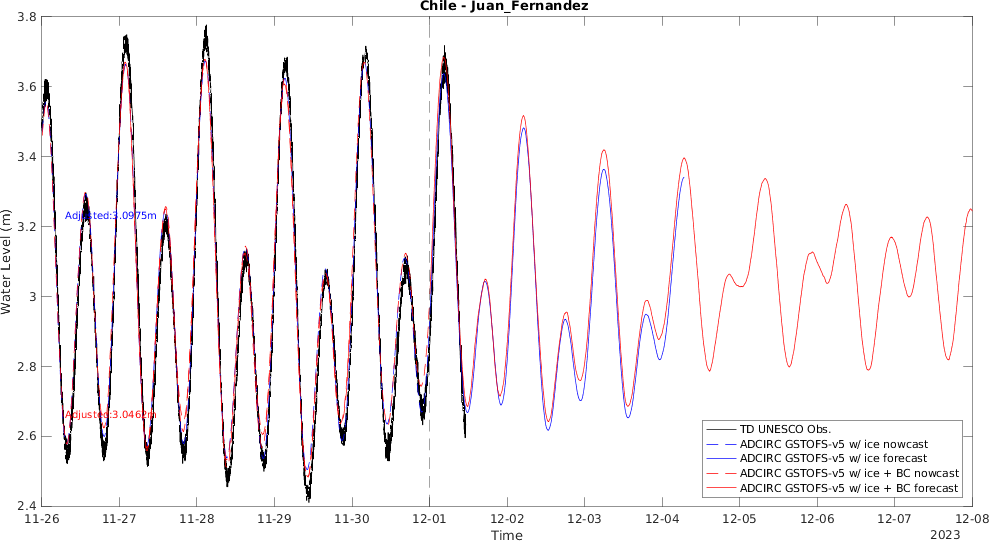 Chile - Juan_Fernandez
Water Level (m)
3.8
3.6
3.4
3.2
3
2.8
2.6
2.4
Adjusted:3.0975m
Adjusted:3.0462m
TD UNESCO Obs.
ADCIRC GSTOFS-v5 w/ ice nowcast
ADCIRC GSTOFS-v5 w/ ice forecast
ADCIRC GSTOFS-v5 w/ ice + BC nowcast
ADCIRC GSTOFS-v5 w/ ice + BC forecast
11-26 11-27 11-28 11-29 11-30 12-01 12-02 12-03 12-04 12-05 12-06 12-07 12-08
Time
2023